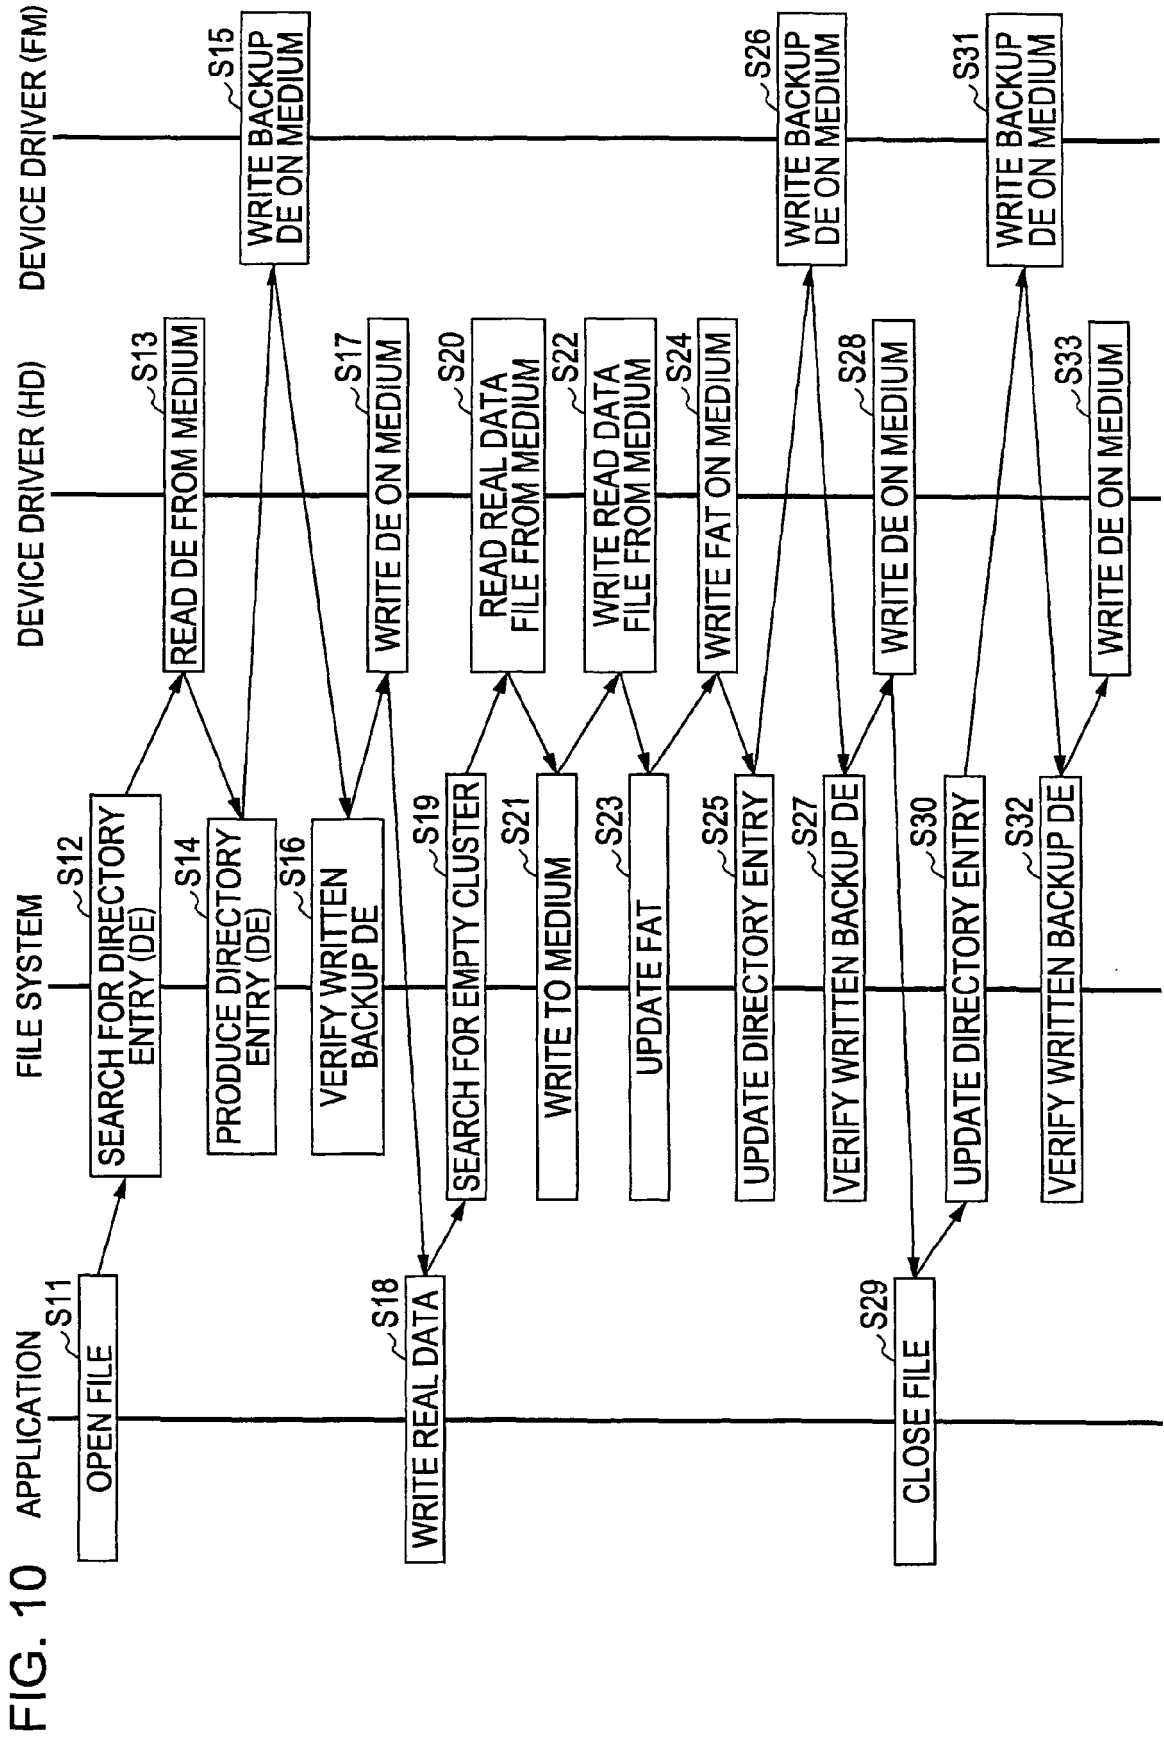 FIG. 10
APPLICATION
FILE SYSTEM
DEVICE DRIVER (HD)
DEVICE DRIVER (FM)
S11
OPEN FILE
S12
SEARCH FOR DIRECTORY
ENTRY (DE)
S13
READ DE FROM MEDIUM
S14
PRODUCE DIRECTORY
ENTRY (DE)
S15
WRITE BACKUP
DE ON MEDIUM
S16
VERIFY WRITTEN
BACKUP DE
S17
WRITE DE ON MEDIUM
S18
WRITE REAL DATA
S19
SEARCH FOR EMPTY CLUSTER
S20
READ REAL DATA
FILE FROM MEDIUM
S21
WRITE TO MEDIUM
S22
WRITE READ DATA
FILE FROM MEDIUM
S23
UPDATE FAT
S24
WRITE FAT ON MEDIUM
S25
UPDATE DIRECTORY ENTRY
S26
WRITE BACKUP
DE ON MEDIUM
S27
VERIFY WRITTEN BACKUP DE
S28
WRITE DE ON MEDIUM
S29
CLOSE FILE
S30
UPDATE DIRECTORY ENTRY
S31
WRITE BACKUP
DE ON MEDIUM
S32
VERIFY WRITTEN BACKUP DE
S33
WRITE DE ON MEDIUM